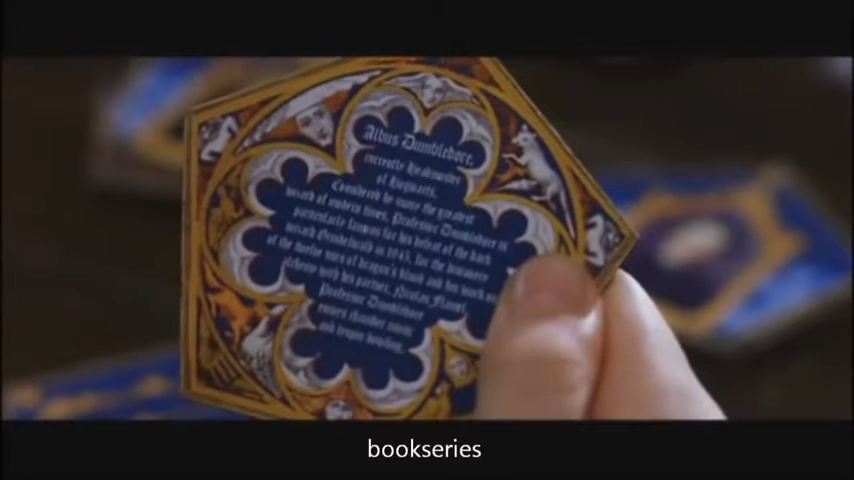 Albus Dumbledore,
currently Headmaster
of Hogwarts.
Considered by many the greatest
wizard of modern times, Professor Dumbledore is
particularly famous for his defeat of the dark
wizard Grindelwald in 1945, for the discovery
of the twelve uses of dragon's blood and his work on
alchemy with his partner, Nicolas Flamel.
Professor Dumbledore
enjoys chamber music
and tenpin bowling.
bookseries